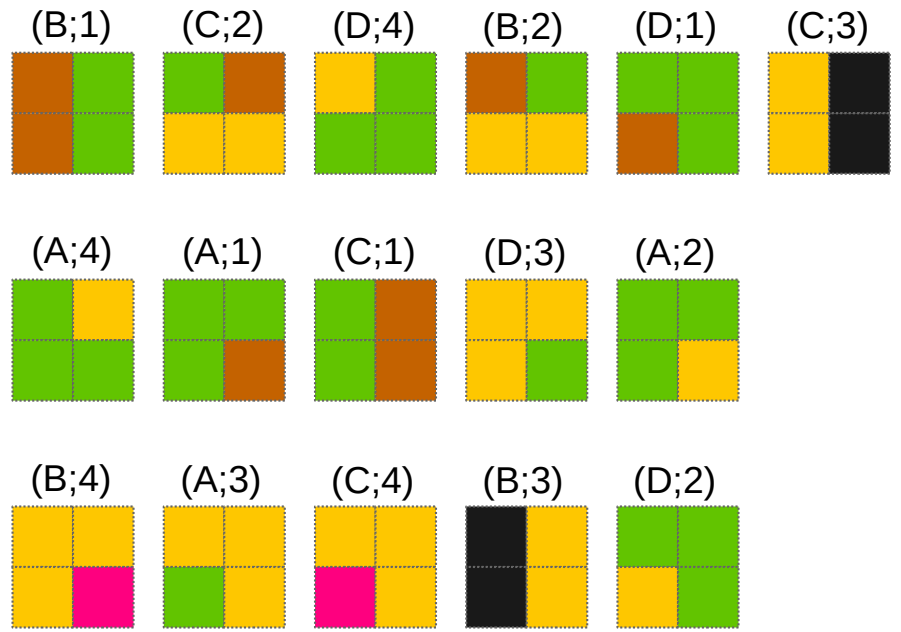 (B;1) (C;2) (D;4) (B;2) (D;1) (C;3)
(A;4) (A;1) (C;1) (D;3) (A;2)
(B;4) (A;3) (C;4) (B;3) (D;2)